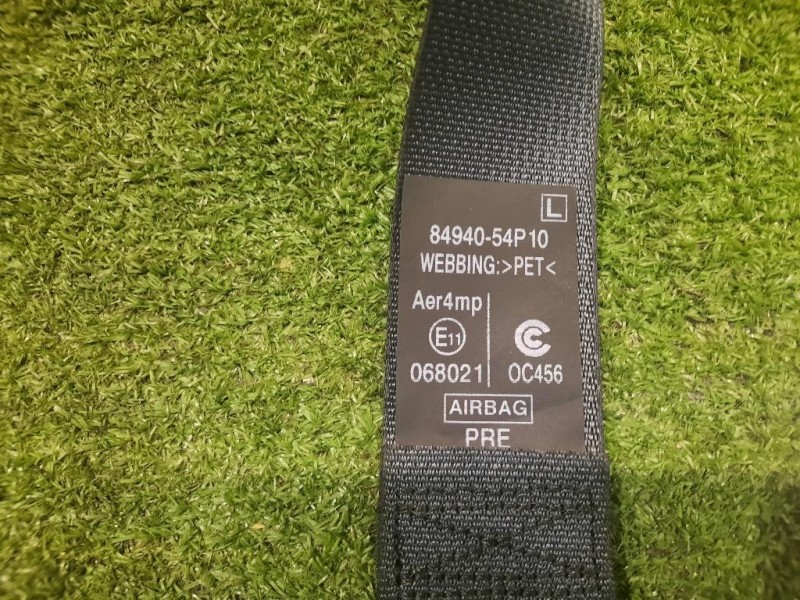 L
84940-54P10
WEBBING:>PET<
Aer4mp
E11
068021
OC456
AIRBAG
PRE